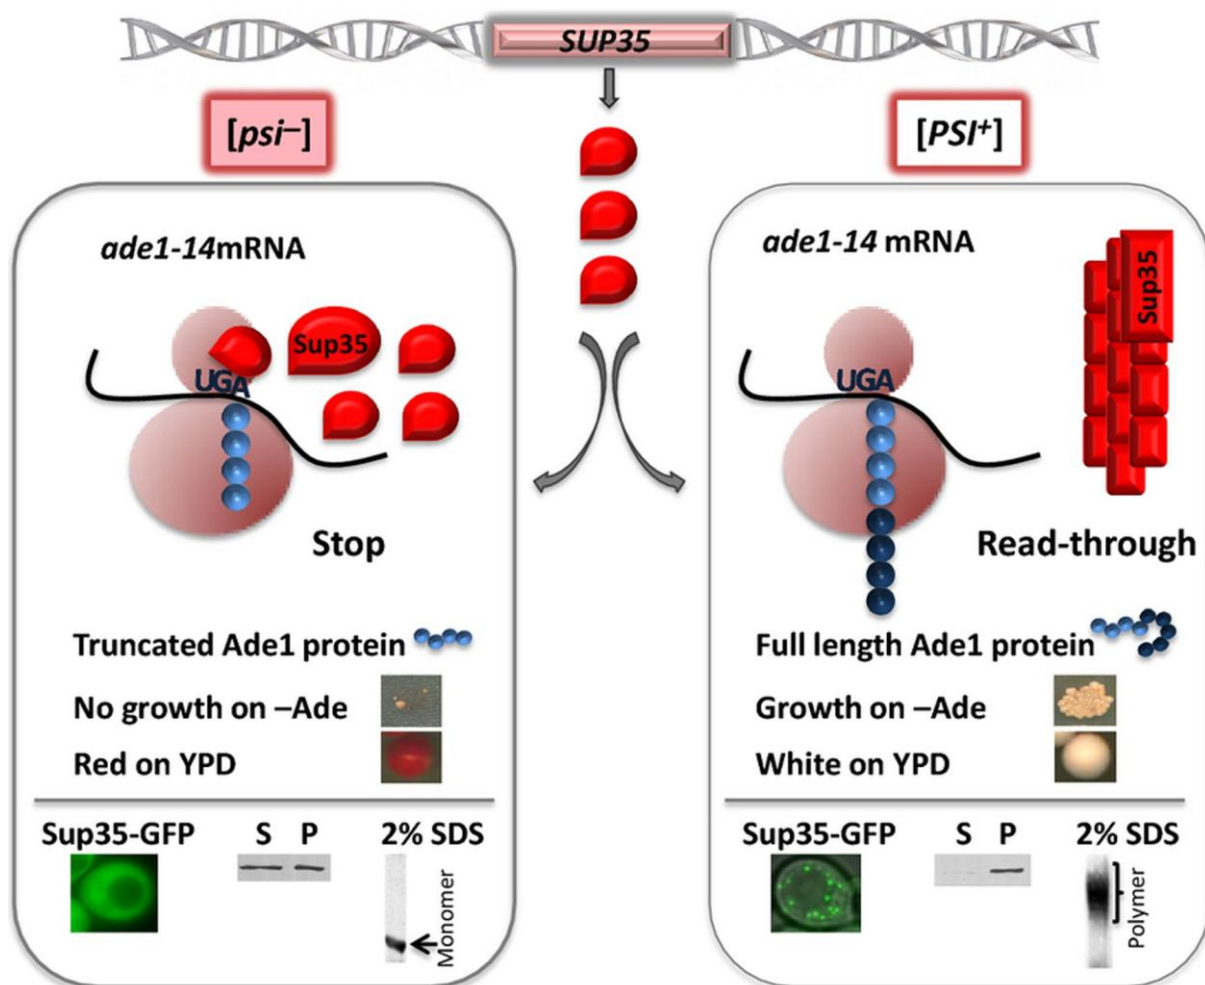 SUP35
[psi–]
[PSI+]
ade1-14mRNA
Sup35
UGA
Stop
Truncated Ade1 protein
No growth on –Ade
Red on YPD
Sup35-GFP S P 2% SDS
Monomer
ade1-14 mRNA
Sup35
UGA
Read-through
Full length Ade1 protein
Growth on –Ade
White on YPD
Sup35-GFP S P 2% SDS
Polymer